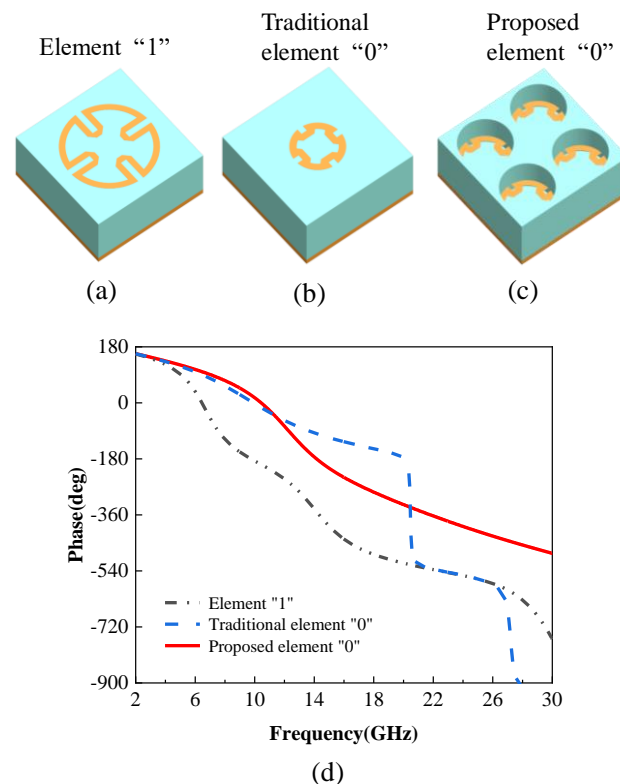 Element “1”
Traditional
element “0”
Proposed
element “0”
(a)
(b)
(c)
180
0
-180
-360
-540
-720
-900
Phase(deg)
Element "1"
Traditional element "0"
Proposed element "0"
2 6 10 14 18 22 26 30
Frequency(GHz)
(d)